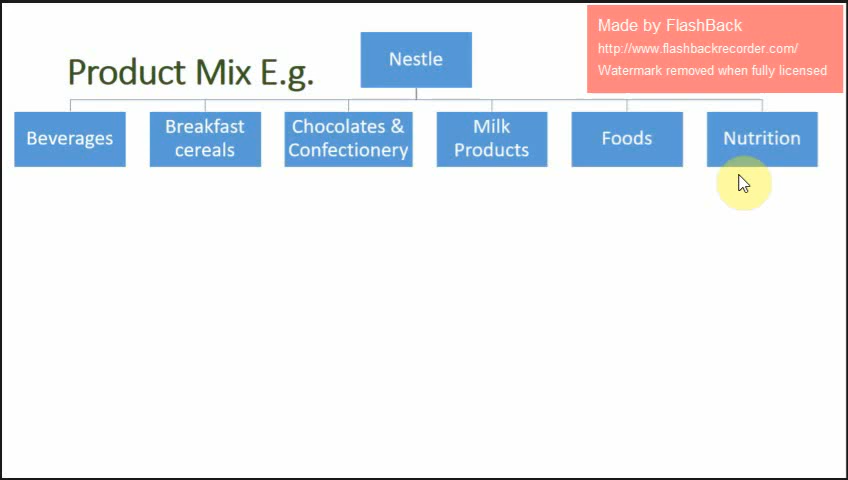 Made by FlashBack
http://www.flashbackrecorder.com/
Watermark removed when fully licensed
Product Mix E.g.
Nestle
Beverages
Breakfast
cereals
Chocolates &
Confectionery
Milk
Products
Foods
Nutrition